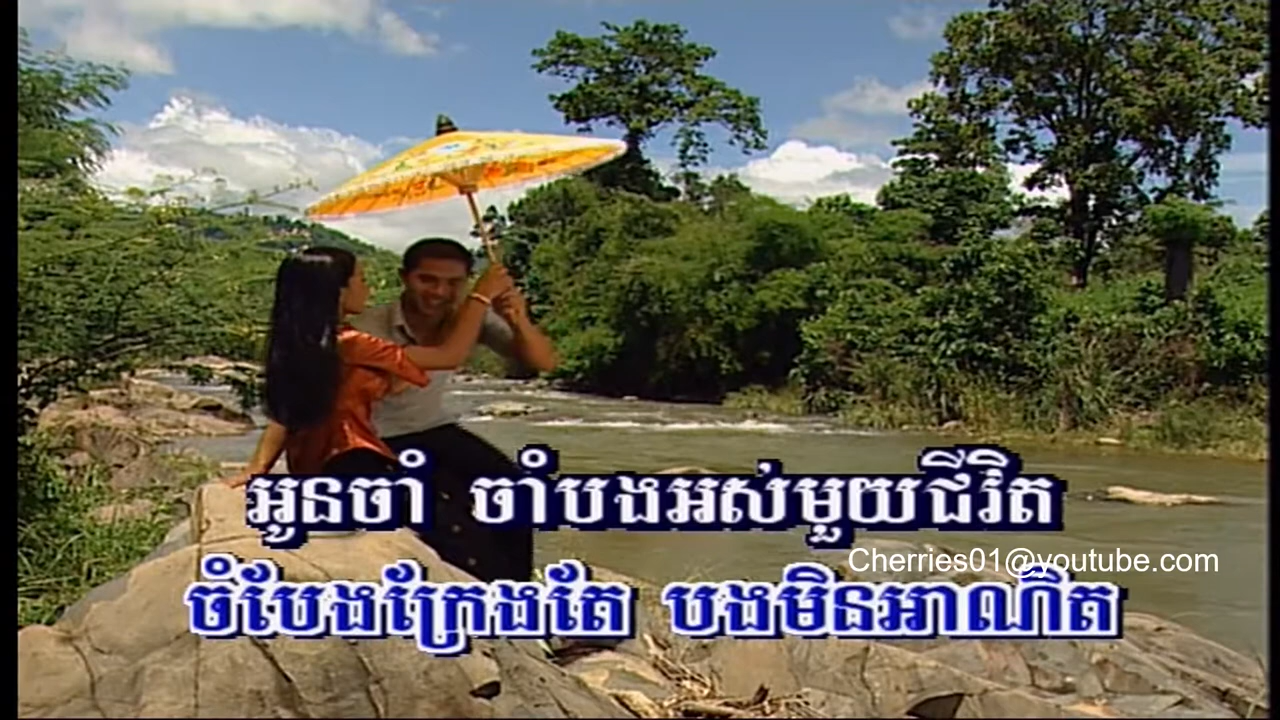 អូនចាំ ចាំបងអស់មួយជីវិត
Cherries01@youtube.com
ចំបែងក្រែងតែ បងមិនអាណិត